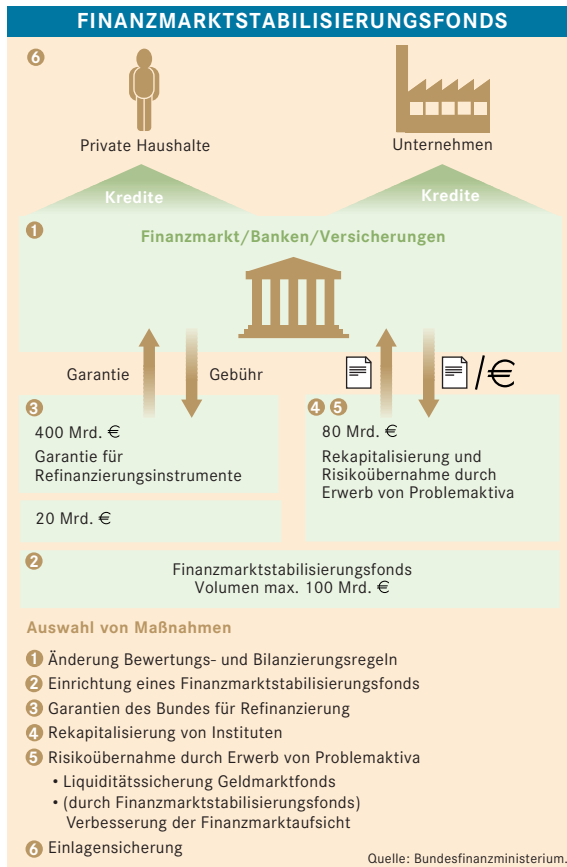 FINANZMARKTSTABILISIERUNGSFONDS
6
Private Haushalte
Unternehmen
Kredite
Kredite
1
Finanzmarkt/Banken/Versicherungen
Garantie
Gebühr
/€
3
400 Mrd. €
Garantie für
Refinanzierungsinstrumente
20 Mrd. €
4 5
80 Mrd. €
Rekapitalisierung und
Risikoübernahme durch
Erwerb von Problemaktiva
2
Finanzmarktstabilisierungsfonds
Volumen max. 100 Mrd. €
Auswahl von Maßnahmen
1 Änderung Bewertungs- und Bilanzierungsregeln
2 Einrichtung eines Finanzmarktstabilisierungsfonds
3 Garantien des Bundes für Refinanzierung
4 Rekapitalisierung von Instituten
5 Risikoübernahme durch Erwerb von Problemaktiva
• Liquiditätssicherung Geldmarktfonds
• (durch Finanzmarktstabilisierungsfonds)
Verbesserung der Finanzmarktaufsicht
6 Einlagensicherung
Quelle: Bundesfinanzministerium.